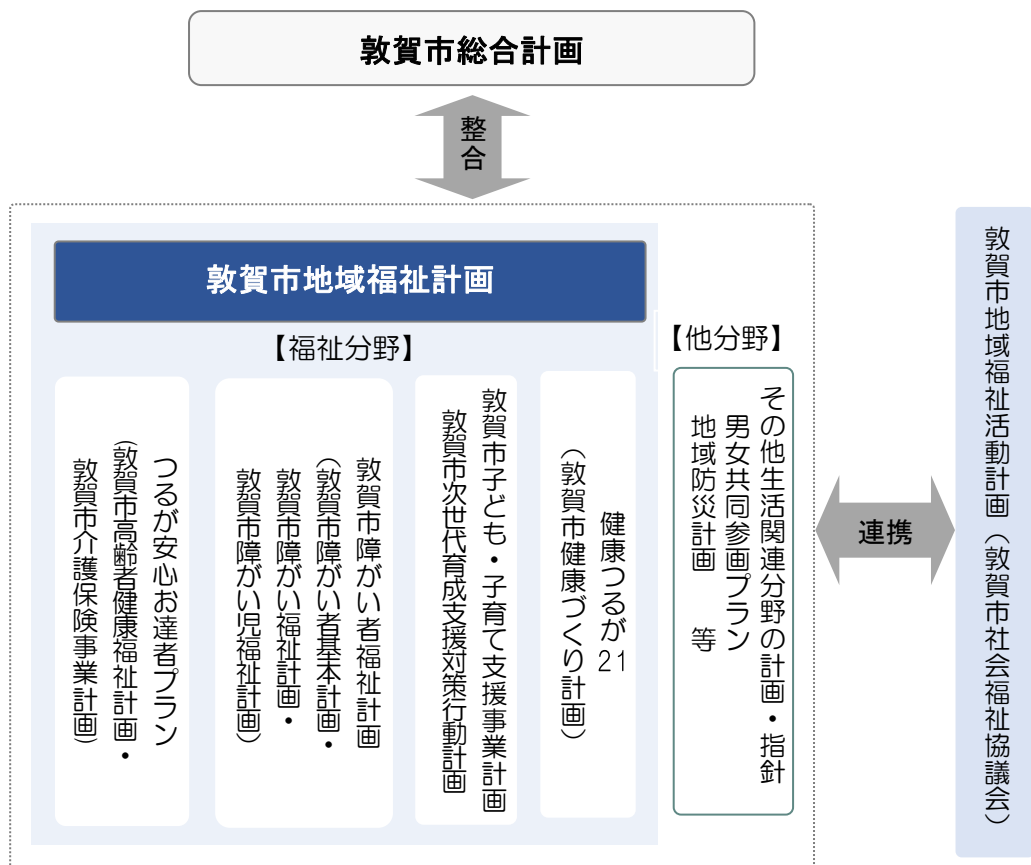 敦賀市総合計画
整合
敦賀市地域福祉計画
【福祉分野】
つるが安心お達者プラン
(敦賀市高齢者健康福祉計画・
敦賀市介護保険事業計画)
敦賀市障がい者福祉計画
(敦賀市障がい者基本計画・
敦賀市障がい福祉計画・
敦賀市障がい児福祉計画)
敦賀市子ども・子育て支援事業計画
敦賀市次世代育成支援対策行動計画
健康つるが21
(敦賀市健康づくり計画)
【他分野】
その他生活関連分野の計画・指針
男女共同参画プラン
地域防災計画 等
連携
敦賀市地域福祉活動計画(敦賀市社会福祉協議会)